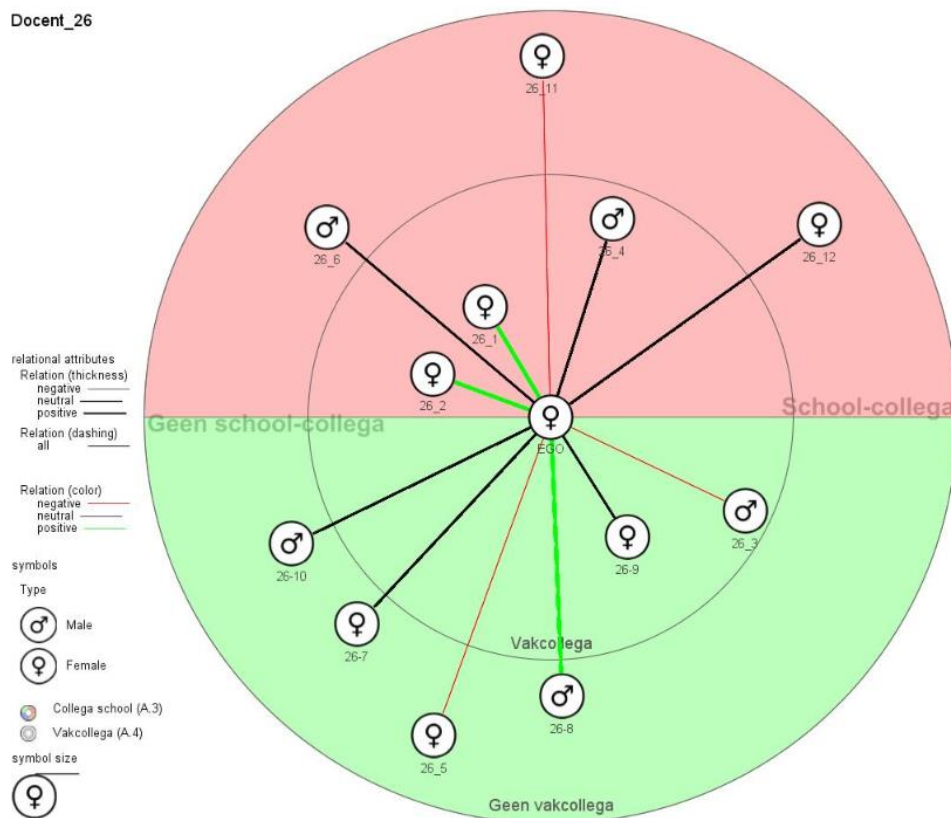 Docent_26
26_11
26_6
26_4
26_12
26_1
26_2
EGO
School-collega
Geen school-collega
relational attributes
Relation (thickness)
negative
neutral
positive
Relation (dashing)
all
Relation (color)
negative
neutral
positive
26_3
26-9
26-10
26-7
Vakcollega
26-8
26_5
Geen vakcollega
symbols
Type
Male
Female
Collega school (A.3)
Vakcollega (A.4)
symbol size